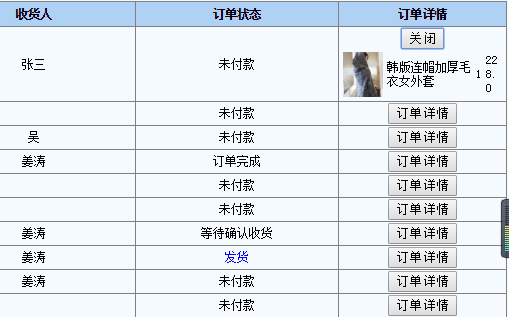 收货人 订单状态 订单详情
关闭
张三 未付款 韩版连帽加厚毛
衣女外套 1 22
8.
0
未付款 订单详情
吴 未付款 订单详情
姜涛 订单完成 订单详情
未付款 订单详情
未付款 订单详情
姜涛 等待确认收货 订单详情
姜涛 发货 订单详情
姜涛 未付款 订单详情
未付款 订单详情